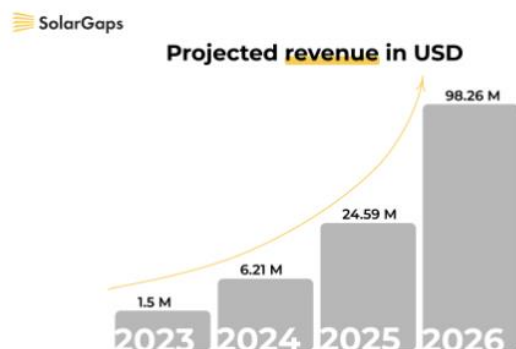 SolarGaps
Projected revenue in USD
98.26 M
24.59 M
6.21 M
1.5 M
2023 2024 2025 2026